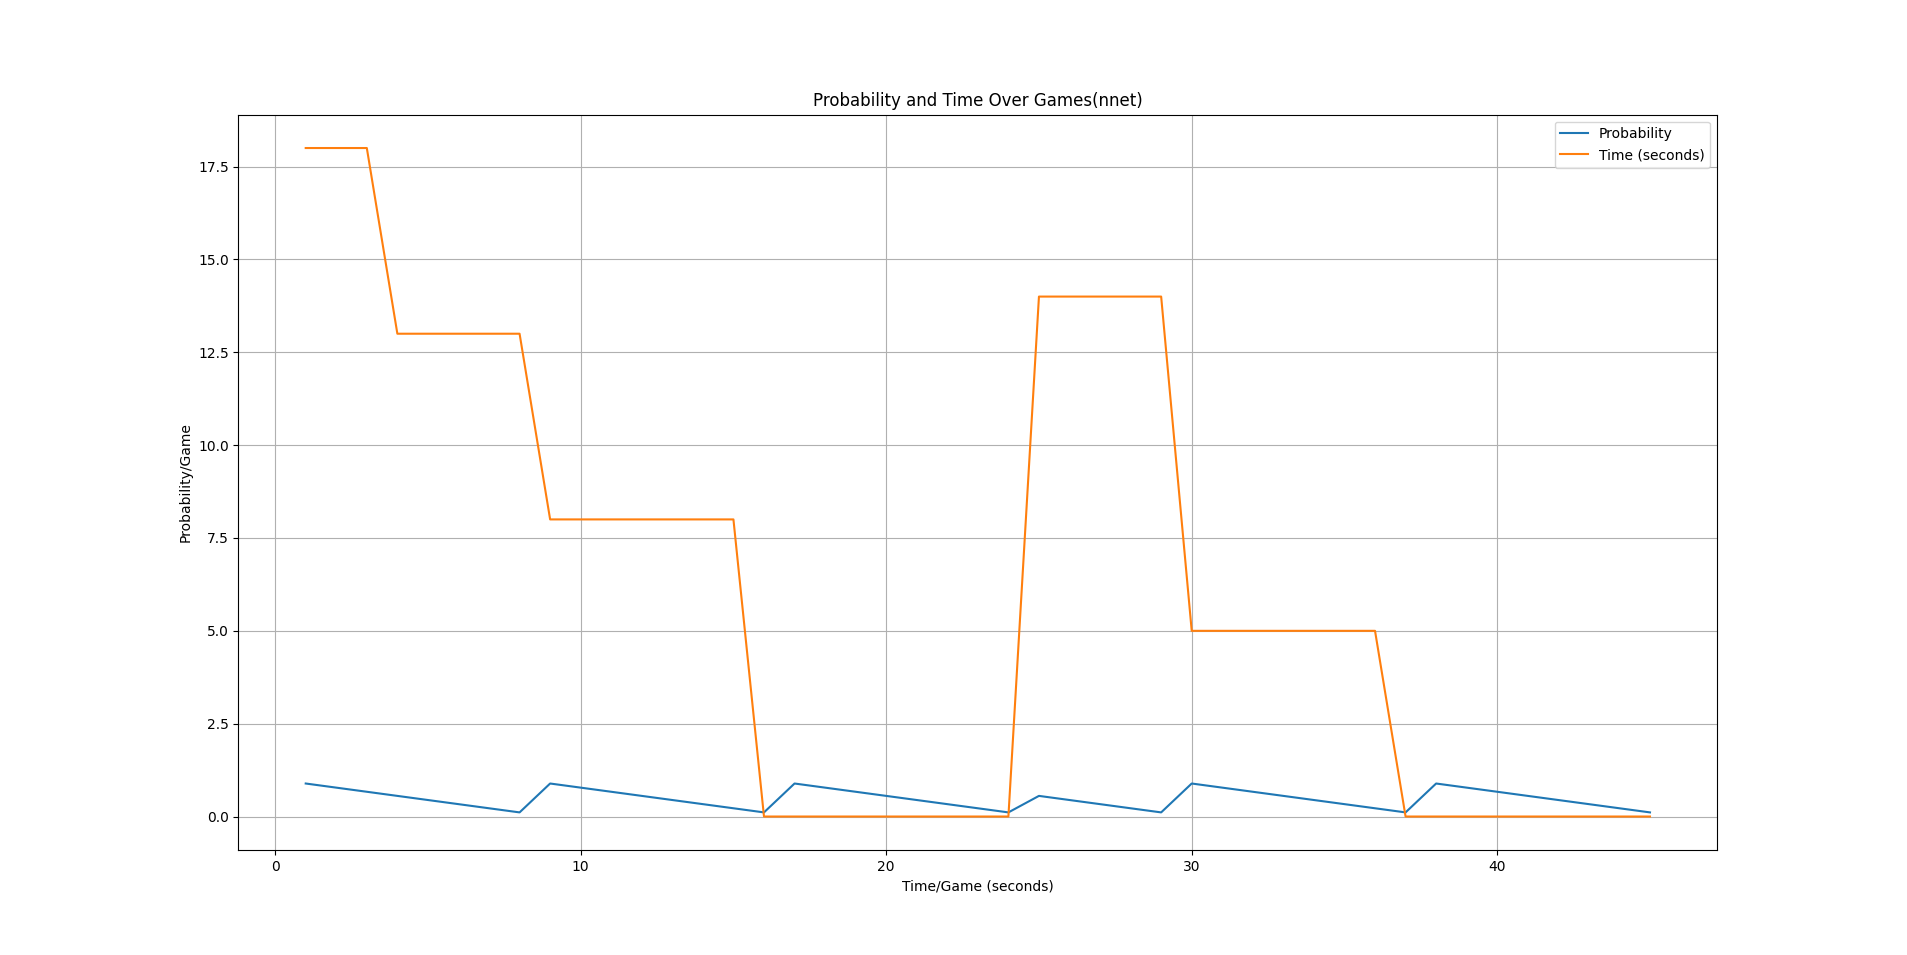 Probability and Time Over Games(nnet)
Probability
Time (seconds)
17.5
15.0
12.5
10.0
7.5
5.0
2.5
0.0
Probability/Game
0 10 20 30 40
Time/Game (seconds)